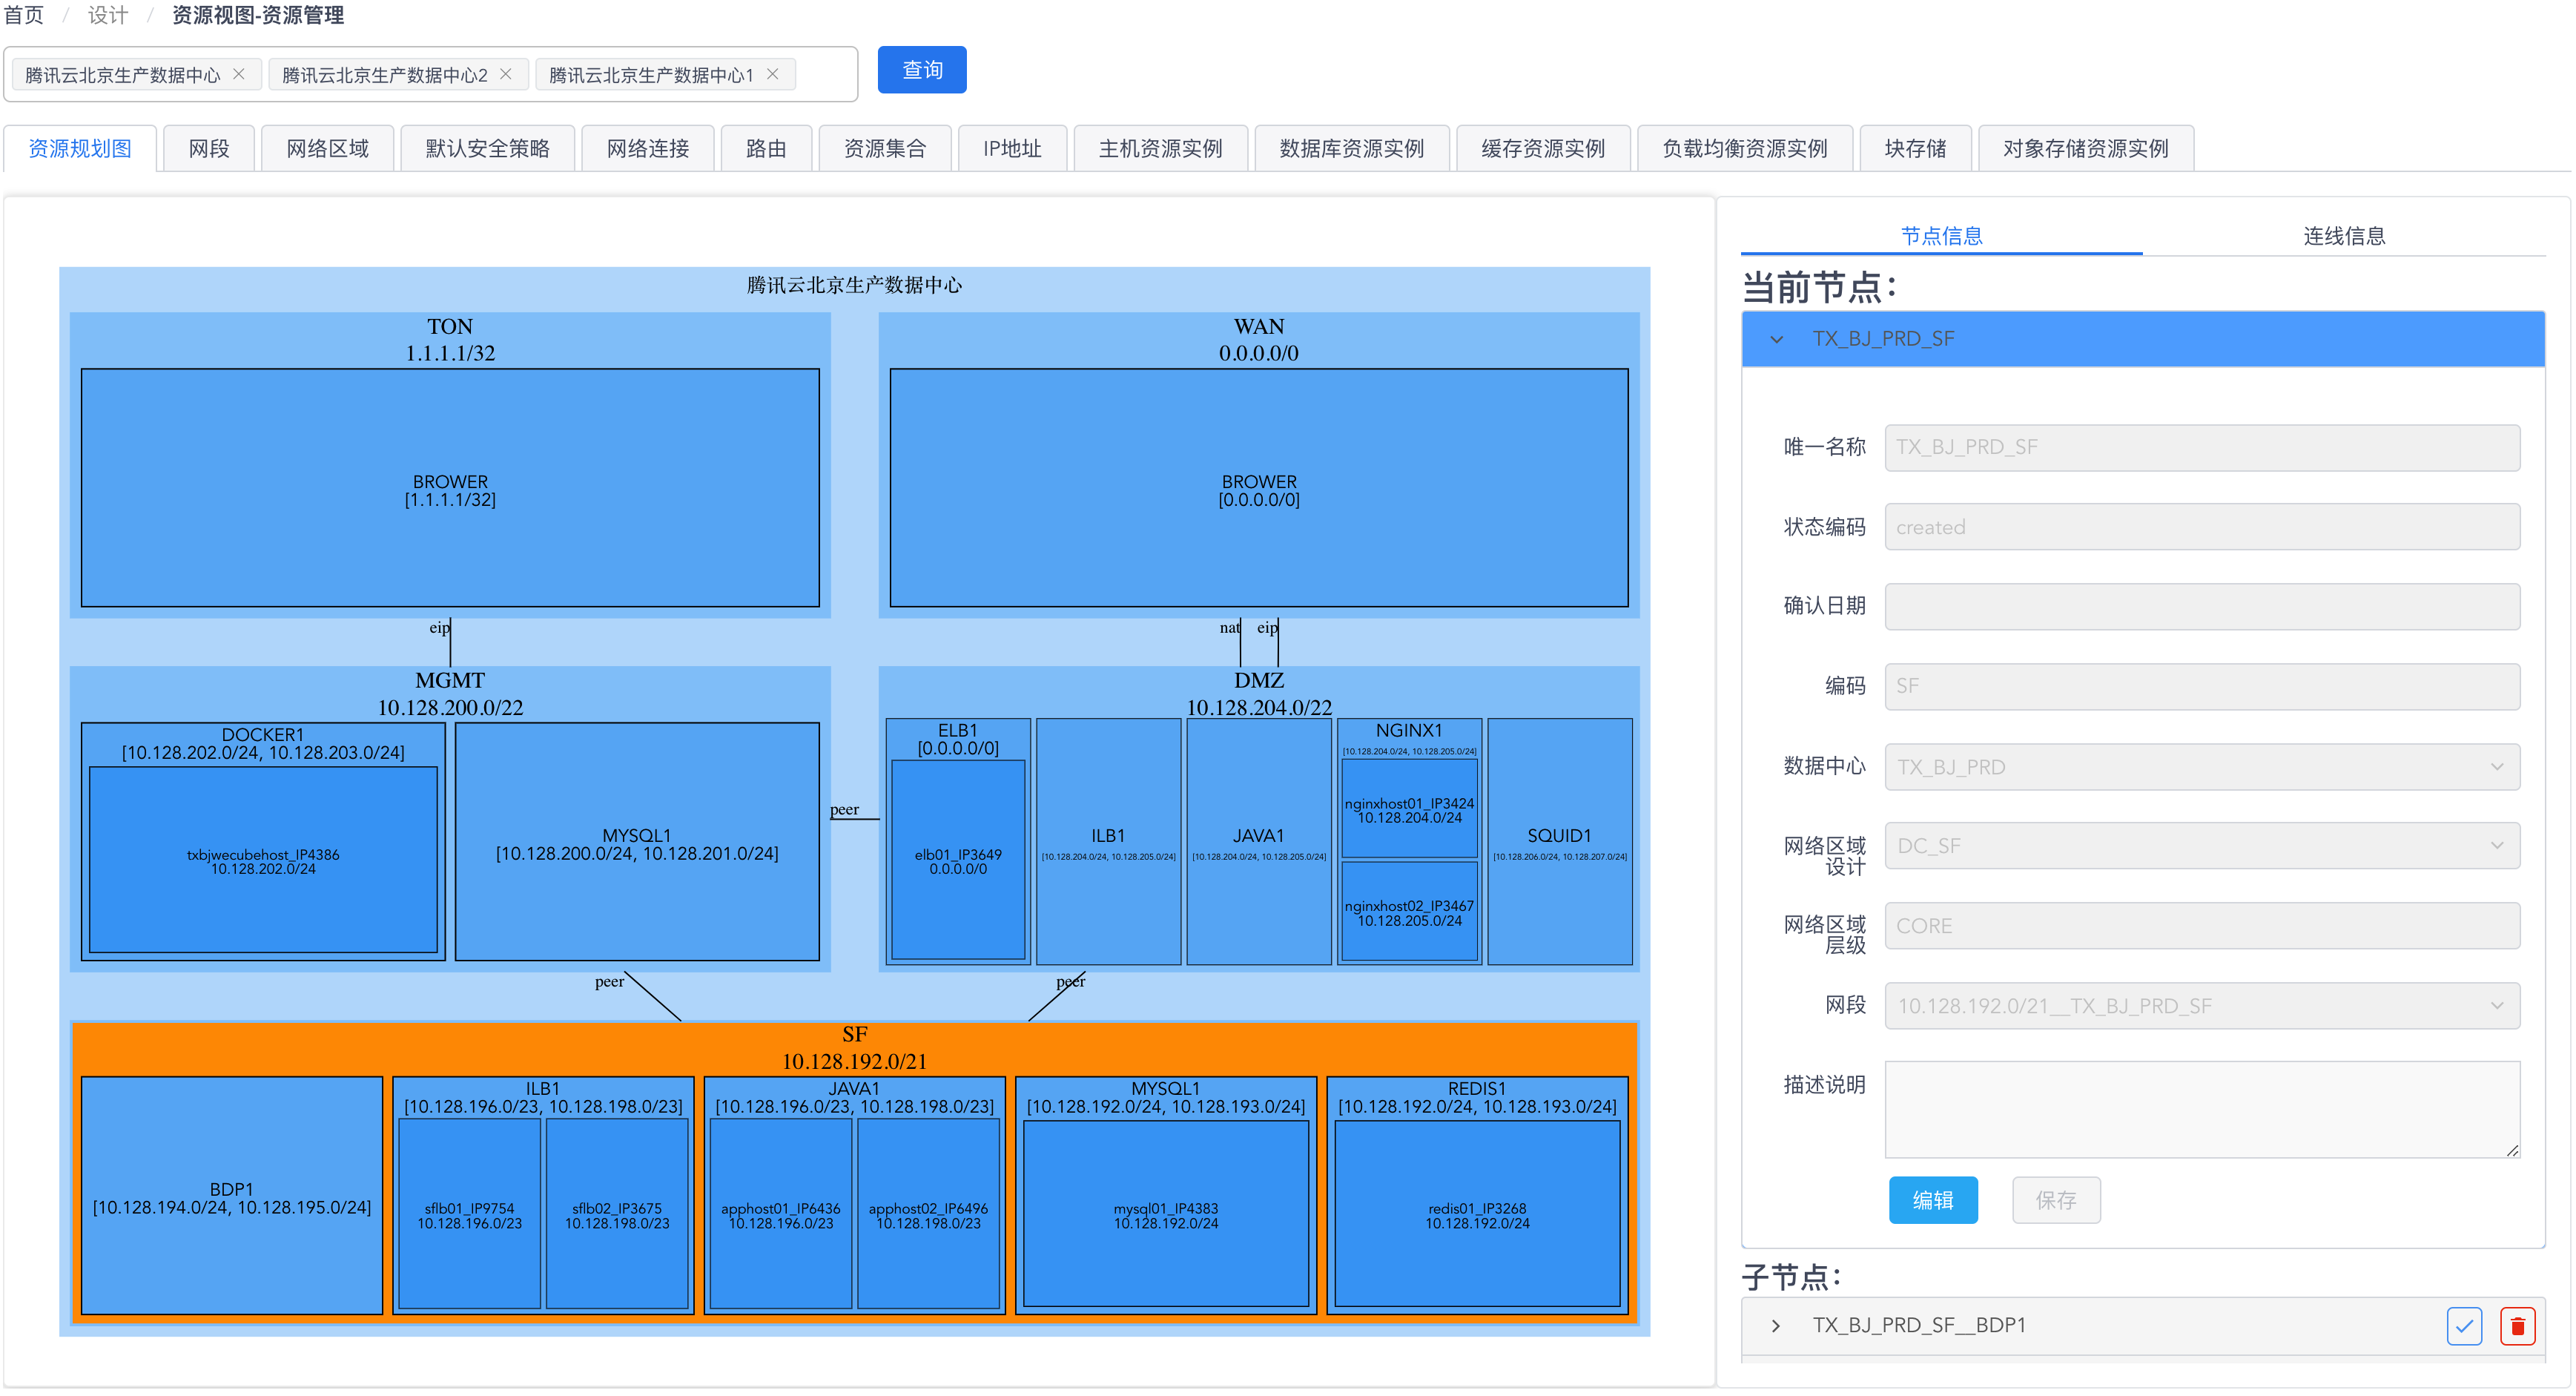 首页 / 设计 / 资源视图-资源管理
腾讯云北京生产数据中心 腾讯云北京生产数据中心2 腾讯云北京生产数据中心1 查询
资源规划图 网段 网络区域 默认安全策略 网络连接 路由 资源集合 IP地址 主机资源实例 数据库资源实例 缓存资源实例 负载均衡资源实例 块存储 对象存储资源实例
腾讯云北京生产数据中心
TON
1.1.1.1/32
BROWER
[1.1.1.1/32]
WAN
0.0.0.0/0
BROWER
[0.0.0.0/0]
eip
nat eip
MGMT
10.128.200.0/22
DOCKER1
[10.128.202.0/24, 10.128.203.0/24]
txbjwecubehost_IP4386
10.128.202.0/24
MYSQL1
[10.128.200.0/24, 10.128.201.0/24]
peer
DMZ
10.128.204.0/22
ELB1
[0.0.0.0/0]
elb01_IP3649
0.0.0.0/0
ILB1
[10.128.204.0/24, 10.128.205.0/24]
JAVA1
[10.128.204.0/24, 10.128.205.0/24]
NGINX1
[10.128.204.0/24, 10.128.205.0/24]
nginxhost01_IP3424
10.128.204.0/24
nginxhost02_IP3467
10.128.205.0/24
SQUID1
[10.128.206.0/24, 10.128.207.0/24]
peer
peer
SF
10.128.192.0/21
BDP1
[10.128.194.0/24, 10.128.195.0/24]
ILB1
[10.128.196.0/23, 10.128.198.0/23]
sflb01_IP9754
10.128.196.0/23
sflb02_IP3675
10.128.198.0/23
JAVA1
[10.128.196.0/23, 10.128.198.0/23]
apphost01_IP6436
10.128.196.0/23
apphost02_IP6496
10.128.198.0/23
MYSQL1
[10.128.192.0/24, 10.128.193.0/24]
mysql01_IP4383
10.128.192.0/24
REDIS1
[10.128.192.0/24, 10.128.193.0/24]
redis01_IP3268
10.128.192.0/24
节点信息 连线信息
当前节点：
TX_BJ_PRD_SF
唯一名称 TX_BJ_PRD_SF
状态编码 created
确认日期
编码 SF
数据中心 TX_BJ_PRD
网络区域
设计 DC_SF
网络区域
层级 CORE
网段 10.128.192.0/21__TX_BJ_PRD_SF
描述说明
编辑 保存
子节点：
TX_BJ_PRD_SF__BDP1